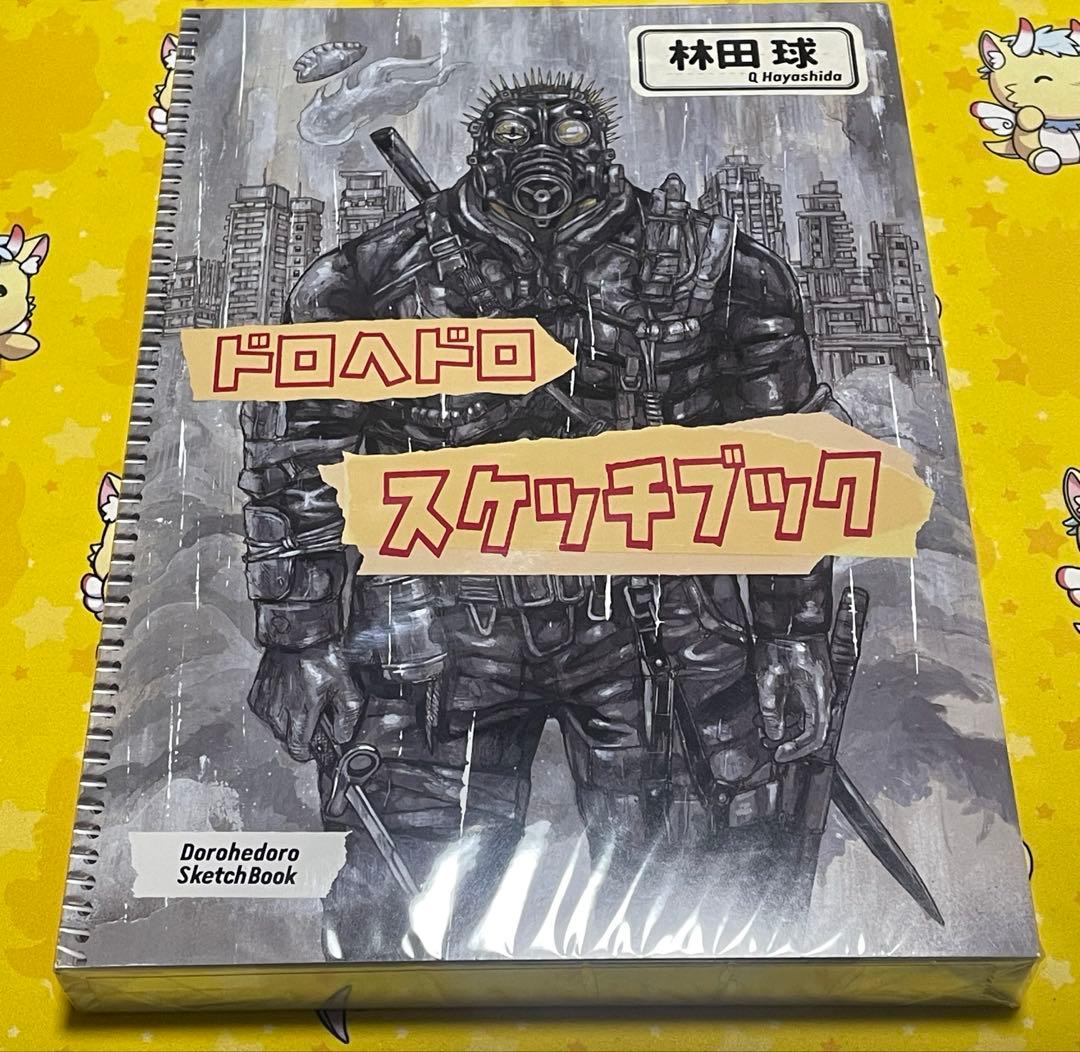 林田 球
Q Hayashida
ドロヘドロ
スケッチブック
Dorohedoro
SketchBook